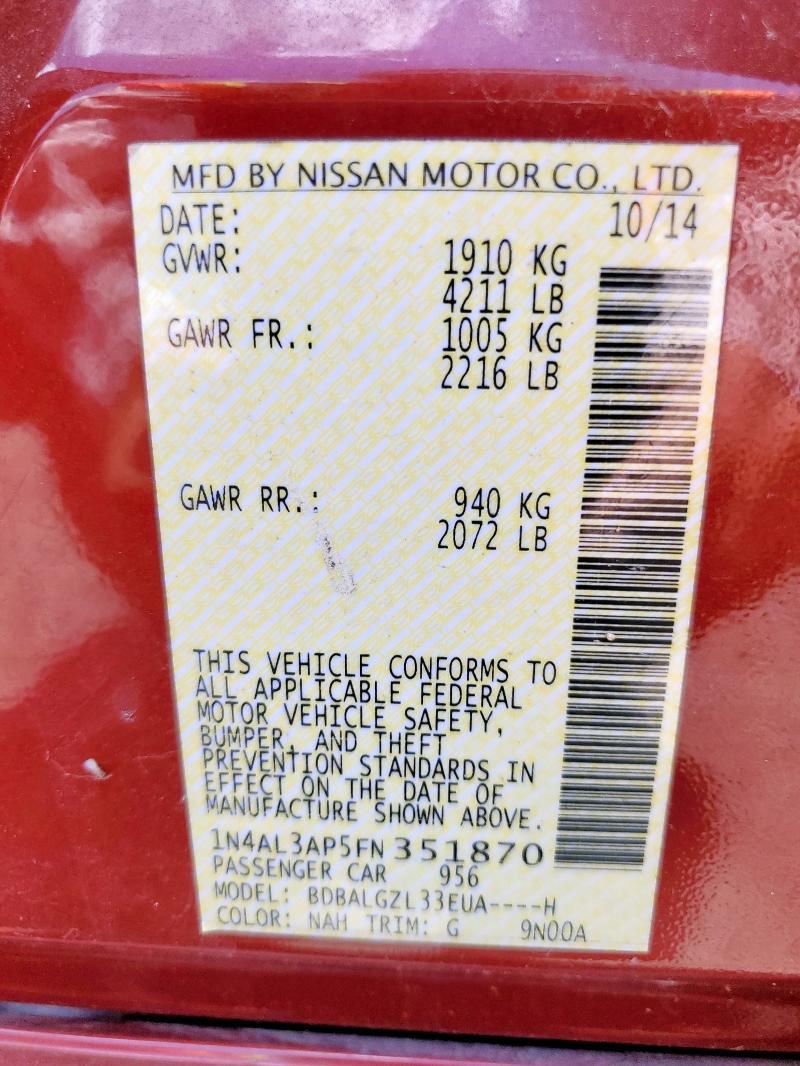 MFD BY NISSAN MOTOR CO., LTD.
DATE: 10/14
GVWR: 1910 KG
4211 LB
GAWR FR.: 1005 KG
2216 LB
GAWR RR.: 940 KG
2072 LB
THIS VEHICLE CONFORMS TO
ALL APPLICABLE FEDERAL
MOTOR VEHICLE SAFETY,
BUMPER, AND THEFT
PREVENTION STANDARDS IN
EFFECT ON THE DATE OF
MANUFACTURE SHOWN ABOVE.
1N4AL3AP5FN351870
PASSENGER CAR 956
MODEL: BDBALGZL33EUA----H
COLOR: NAH TRIM: G 9N00A